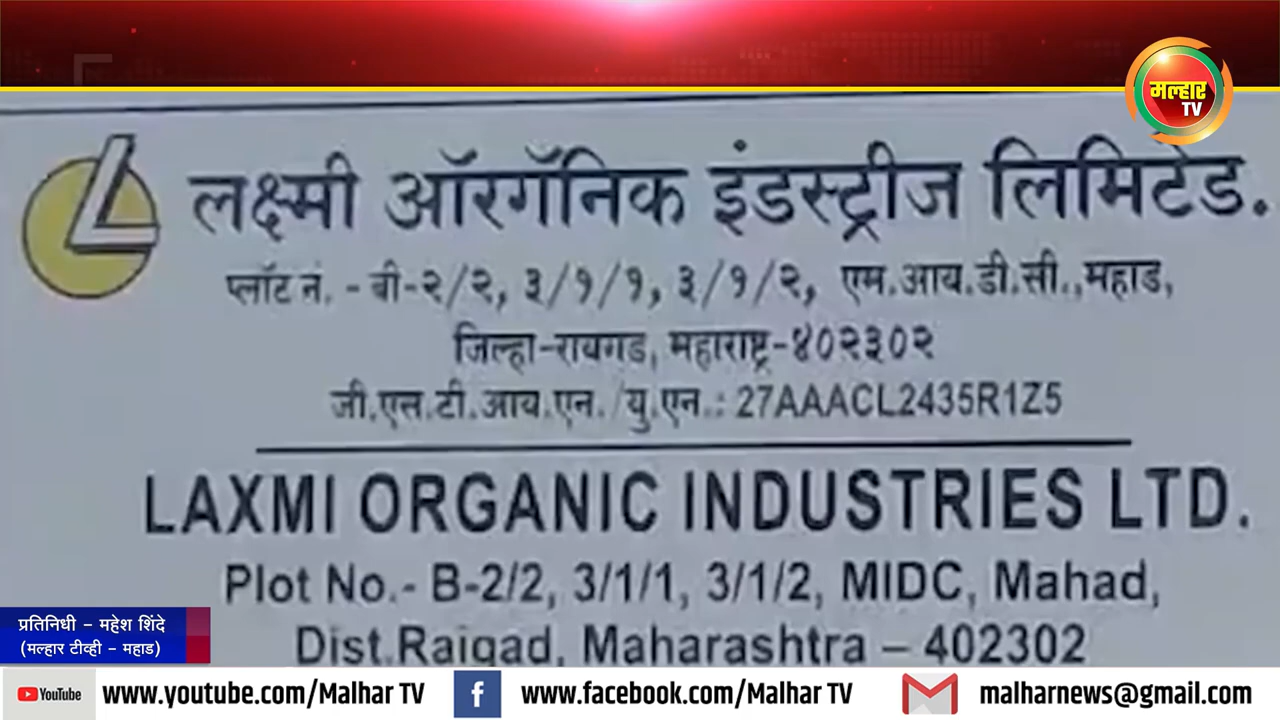 मल्हार
TV
लक्ष्मी ऑरगॅनिक इंडस्ट्रीज लिमिटेड.
प्लॉट नं. - बी-२/२, ३/१/१, ३/१/२, एम.आय.डी.सी.,महाड,
जिल्हा-रायगड, महाराष्ट्र-४०२३०२
जी.एस.टी.आय.एन./यु.एन.: 27AAACL2435R1Z5
LAXMI ORGANIC INDUSTRIES LTD.
Plot No.- B-2/2, 3/1/1, 3/1/2, MIDC, Mahad,
Dist.Raigad, Maharashtra – 402302
प्रतिनिधी – महेश शिंदे
(मल्हार टीव्ही – महाड)
YouTube www.youtube.com/Malhar TV f www.facebook.com/Malhar TV malharnews@gmail.com